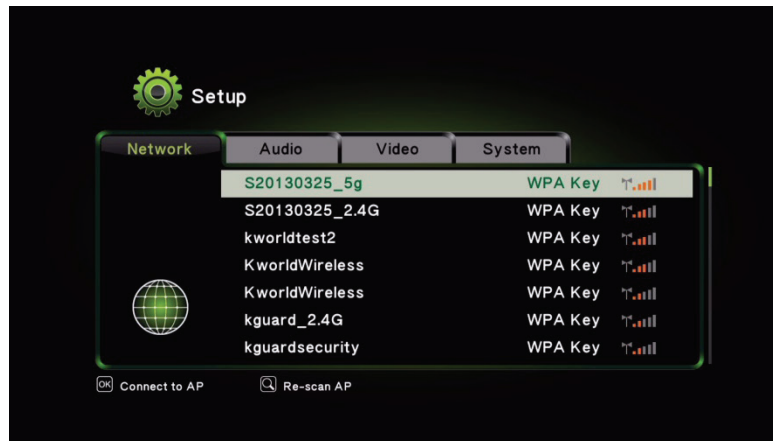 Setup
Network Audio Video System
S20130325_5g WPA Key
S20130325_2.4G WPA Key
kworldtest2 WPA Key
KworldWireless WPA Key
KworldWireless WPA Key
kguard_2.4G WPA Key
kguardsecurity WPA Key
OK Connect to AP Re-scan AP